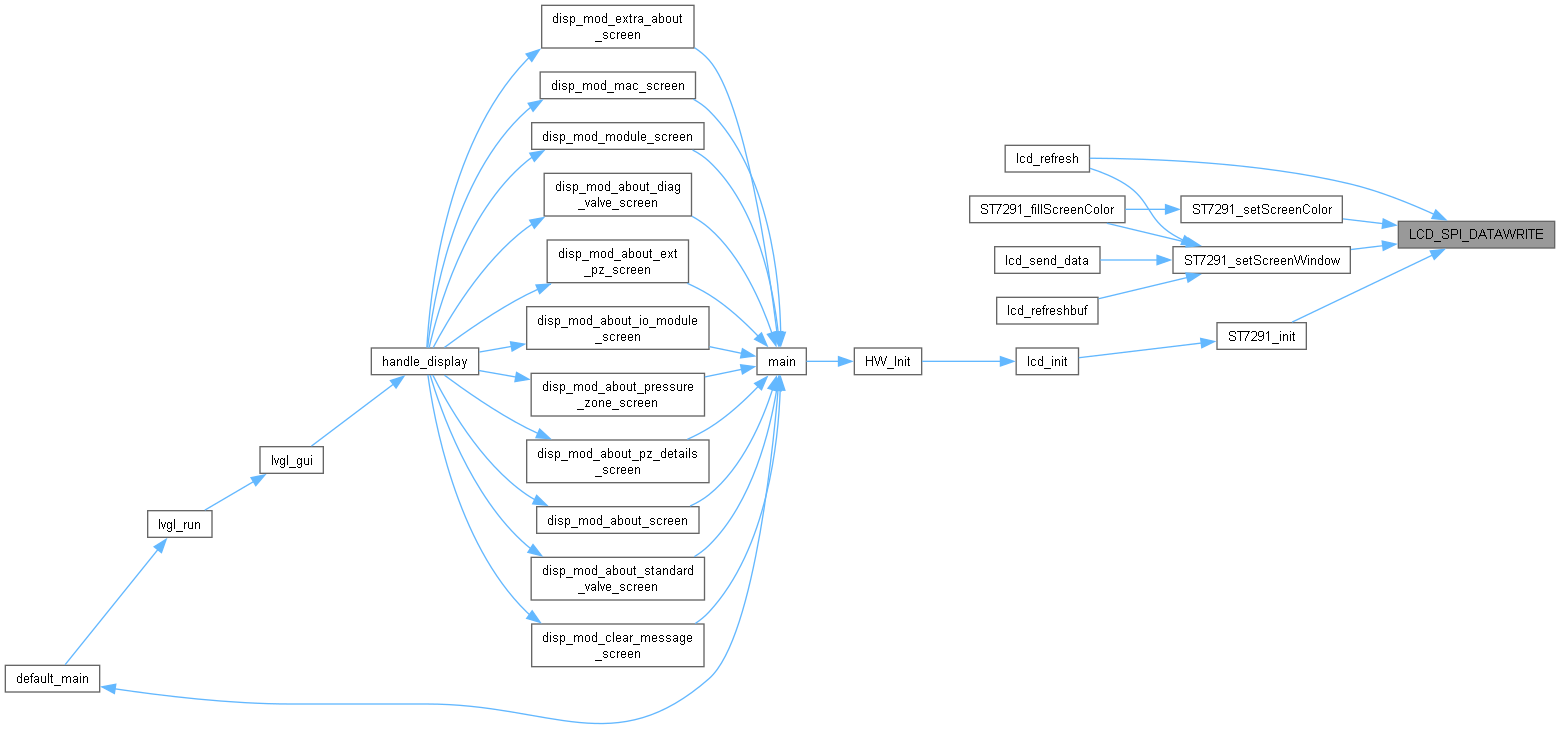 disp_mod_extra_about
_screen
disp_mod_mac_screen
disp_mod_module_screen
disp_mod_about_diag
_valve_screen
disp_mod_about_ext
_pz_screen
disp_mod_about_io_module
_screen
handle_display
disp_mod_about_pressure
_zone_screen
disp_mod_about_pz_details
_screen
disp_mod_about_screen
disp_mod_about_standard
_valve_screen
disp_mod_clear_message
_screen
lvgl_gui
lvgl_run
default_main
main
HW_Init
lcd_init
lcd_refresh
ST7291_fillScreenColor
ST7291_setScreenColor
LCD_SPI_DATAWRITE
lcd_send_data
ST7291_setScreenWindow
lcd_refreshbuf
ST7291_init